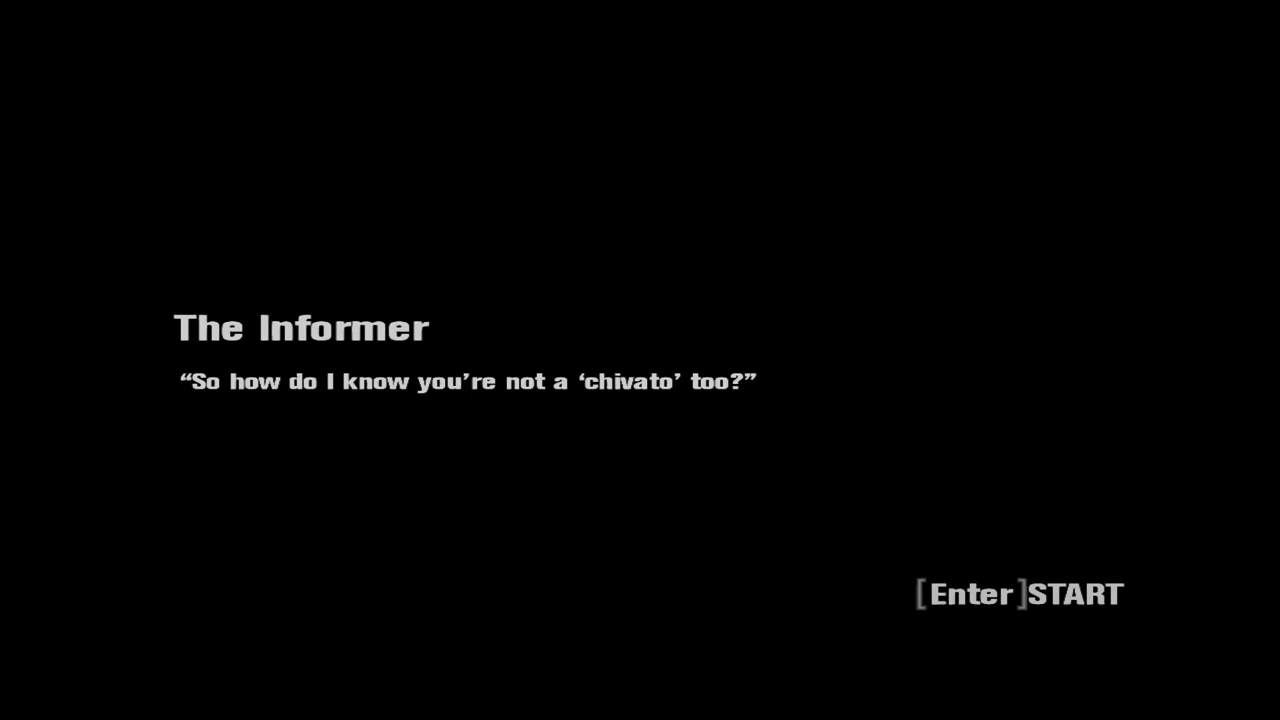 The Informer
“So how do I know you’re not a ‘chivato’ too?”
[Enter]START